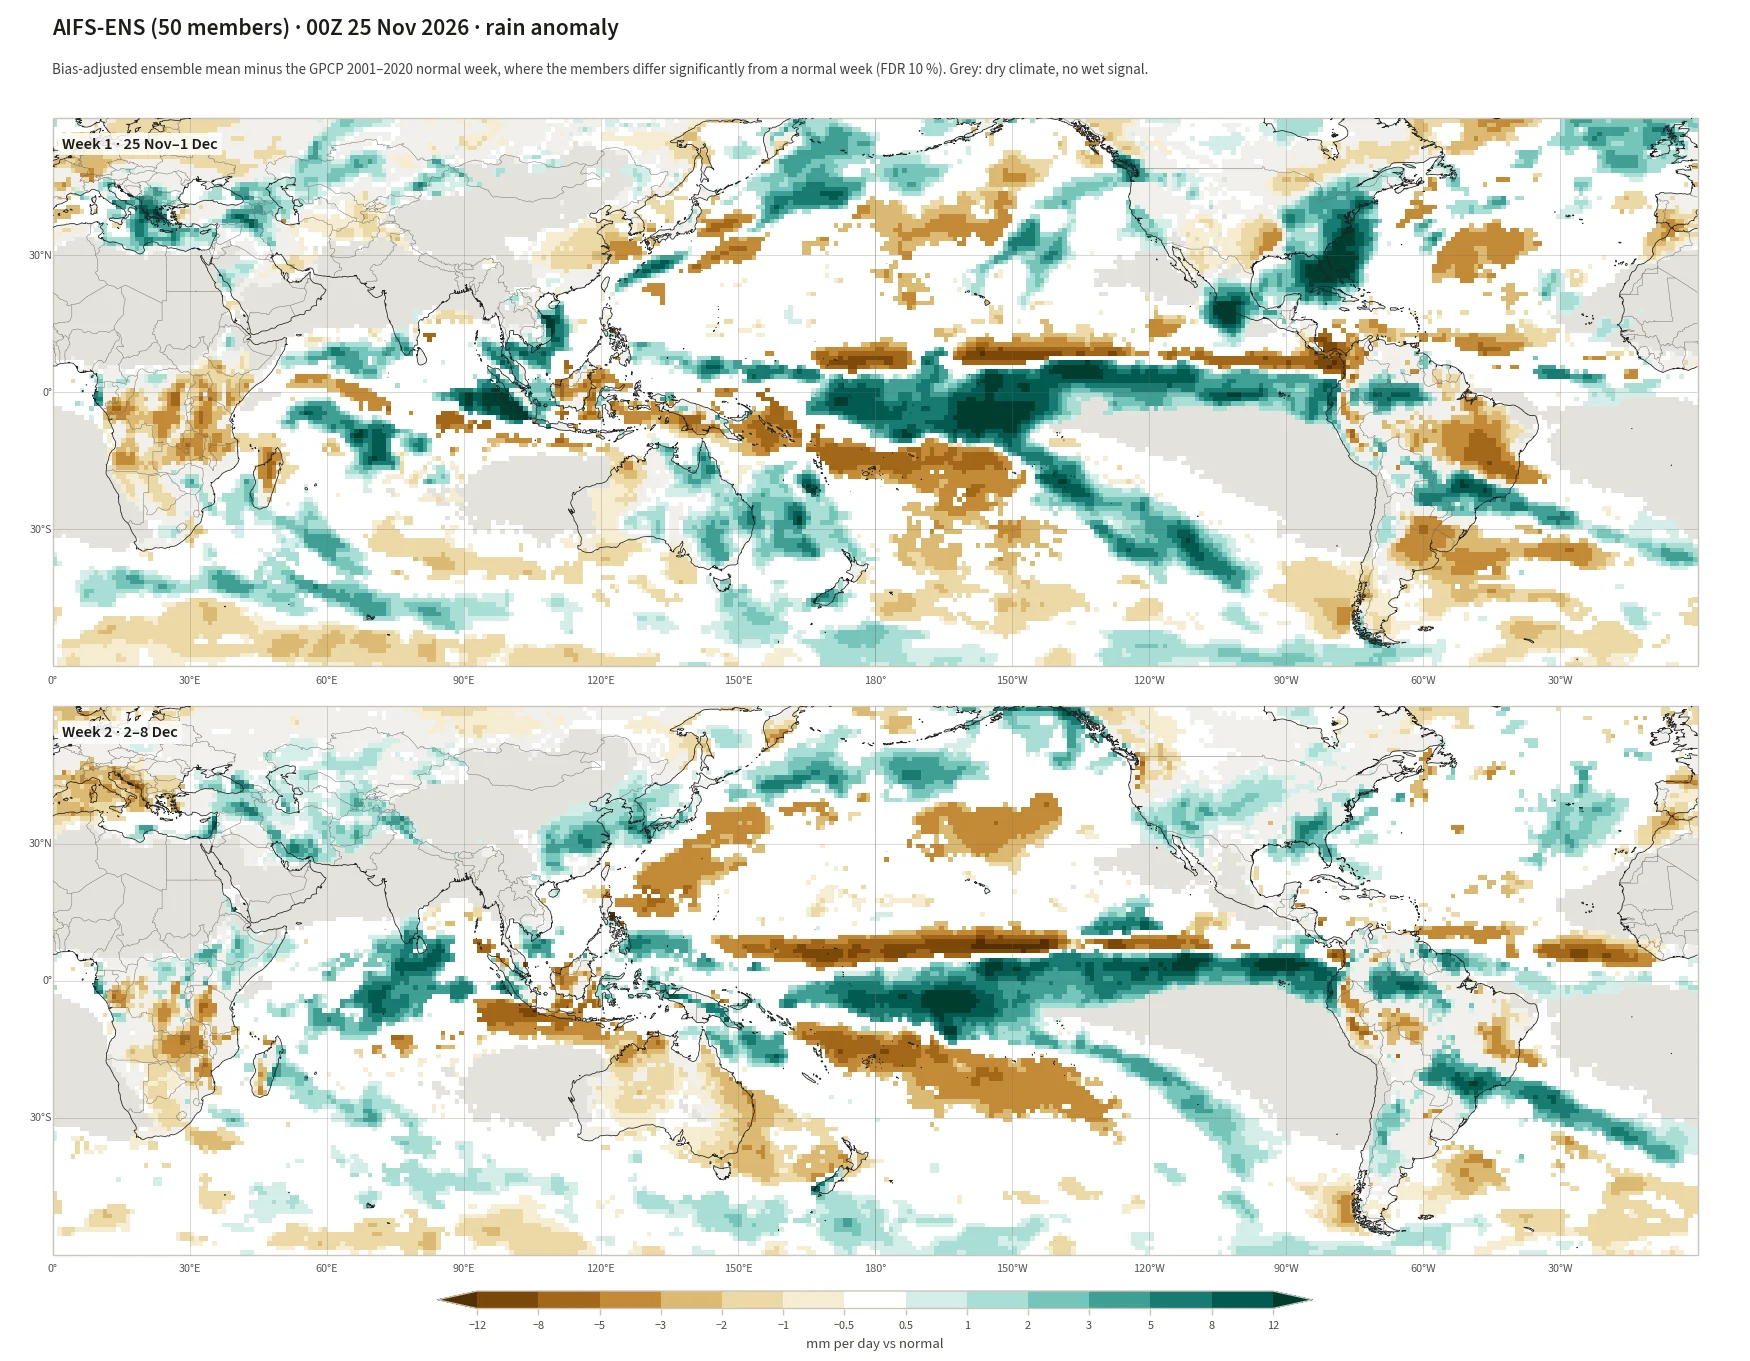 AIFS-ENS (50 members) · 00Z 25 Nov 2026 · rain anomaly
Bias-adjusted ensemble mean minus the GPCP 2001–2020 normal week, where the members differ significantly from a normal week (FDR 10 %). Grey: dry climate, no wet signal.
Week 1 · 25 Nov–1 Dec
30°N
0°
30°S
0° 30°E 60°E 90°E 120°E 150°E 180° 150°W 120°W 90°W 60°W 30°W
Week 2 · 2–8 Dec
30°N
0°
30°S
0° 30°E 60°E 90°E 120°E 150°E 180° 150°W 120°W 90°W 60°W 30°W
−12 −8 −5 −3 −2 −1 −0.5 0.5 1 2 3 5 8 12
mm per day vs normal